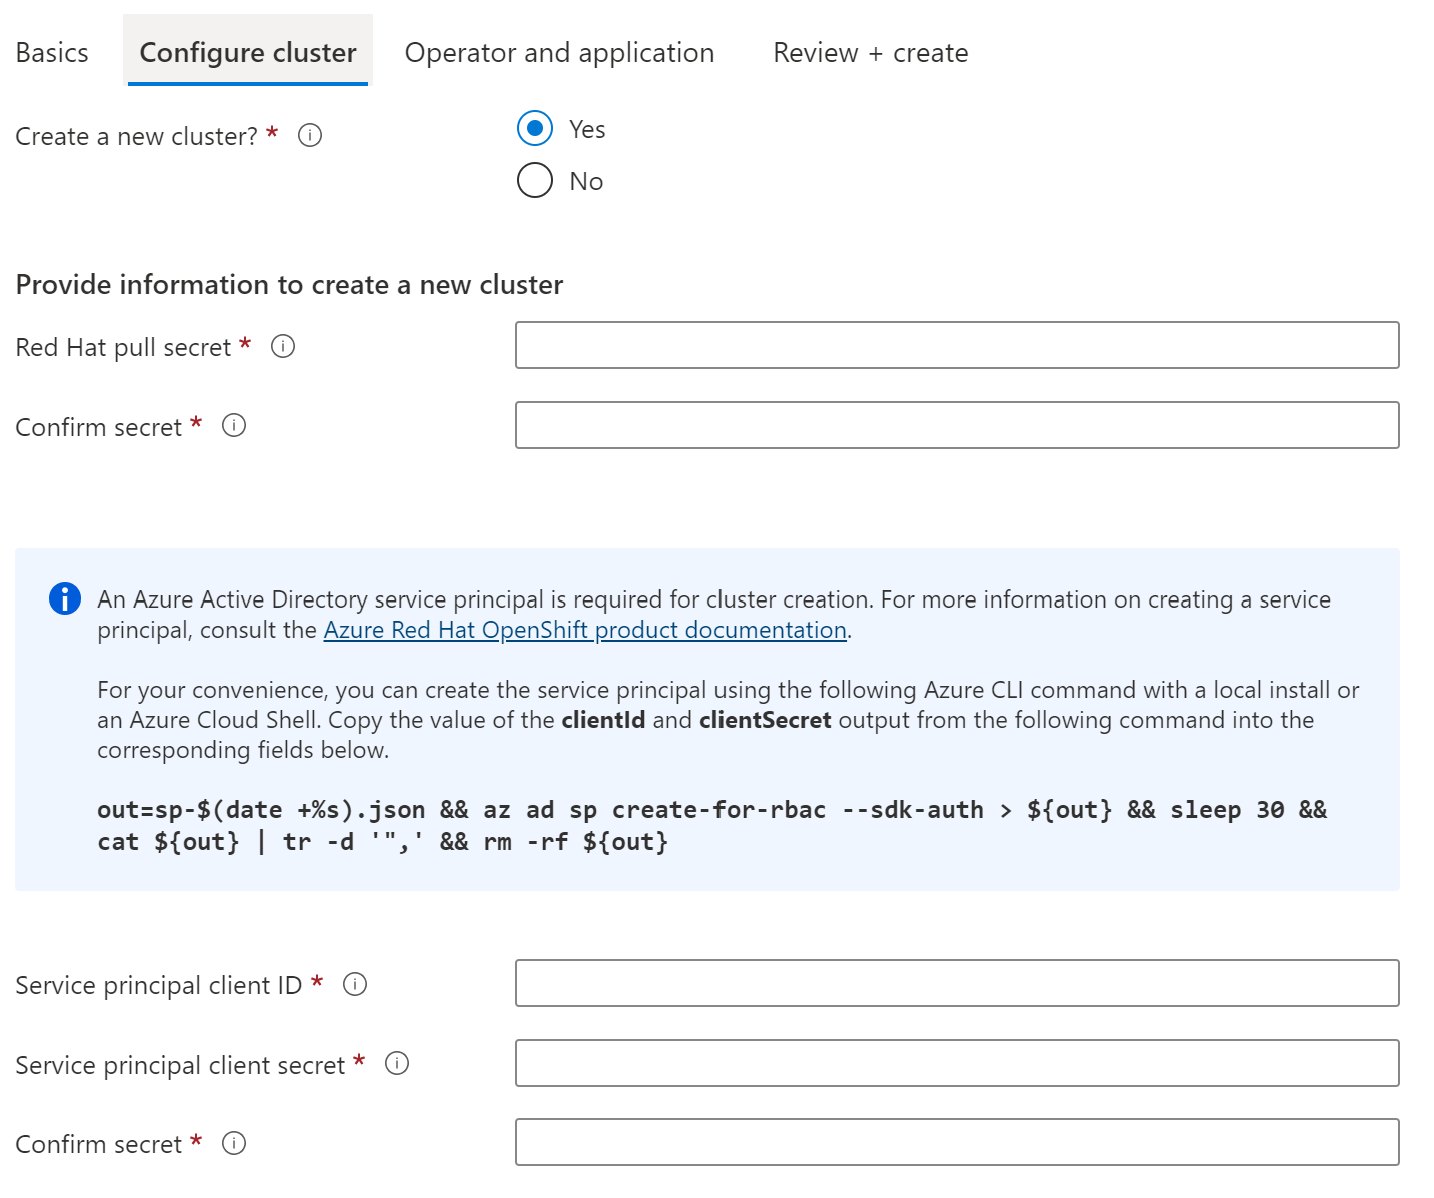 Basics Configure cluster Operator and application Review + create
Create a new cluster? *
Yes
No
Provide information to create a new cluster
Red Hat pull secret *
Confirm secret *
An Azure Active Directory service principal is required for cluster creation. For more information on creating a service
principal, consult the Azure Red Hat OpenShift product documentation.
For your convenience, you can create the service principal using the following Azure CLI command with a local install or
an Azure Cloud Shell. Copy the value of the clientId and clientSecret output from the following command into the
corresponding fields below.
out=sp-$(date +%s).json && az ad sp create-for-rbac --sdk-auth > ${out} && sleep 30 &&
cat ${out} | tr -d '",' && rm -rf ${out}
Service principal client ID *
Service principal client secret *
Confirm secret *